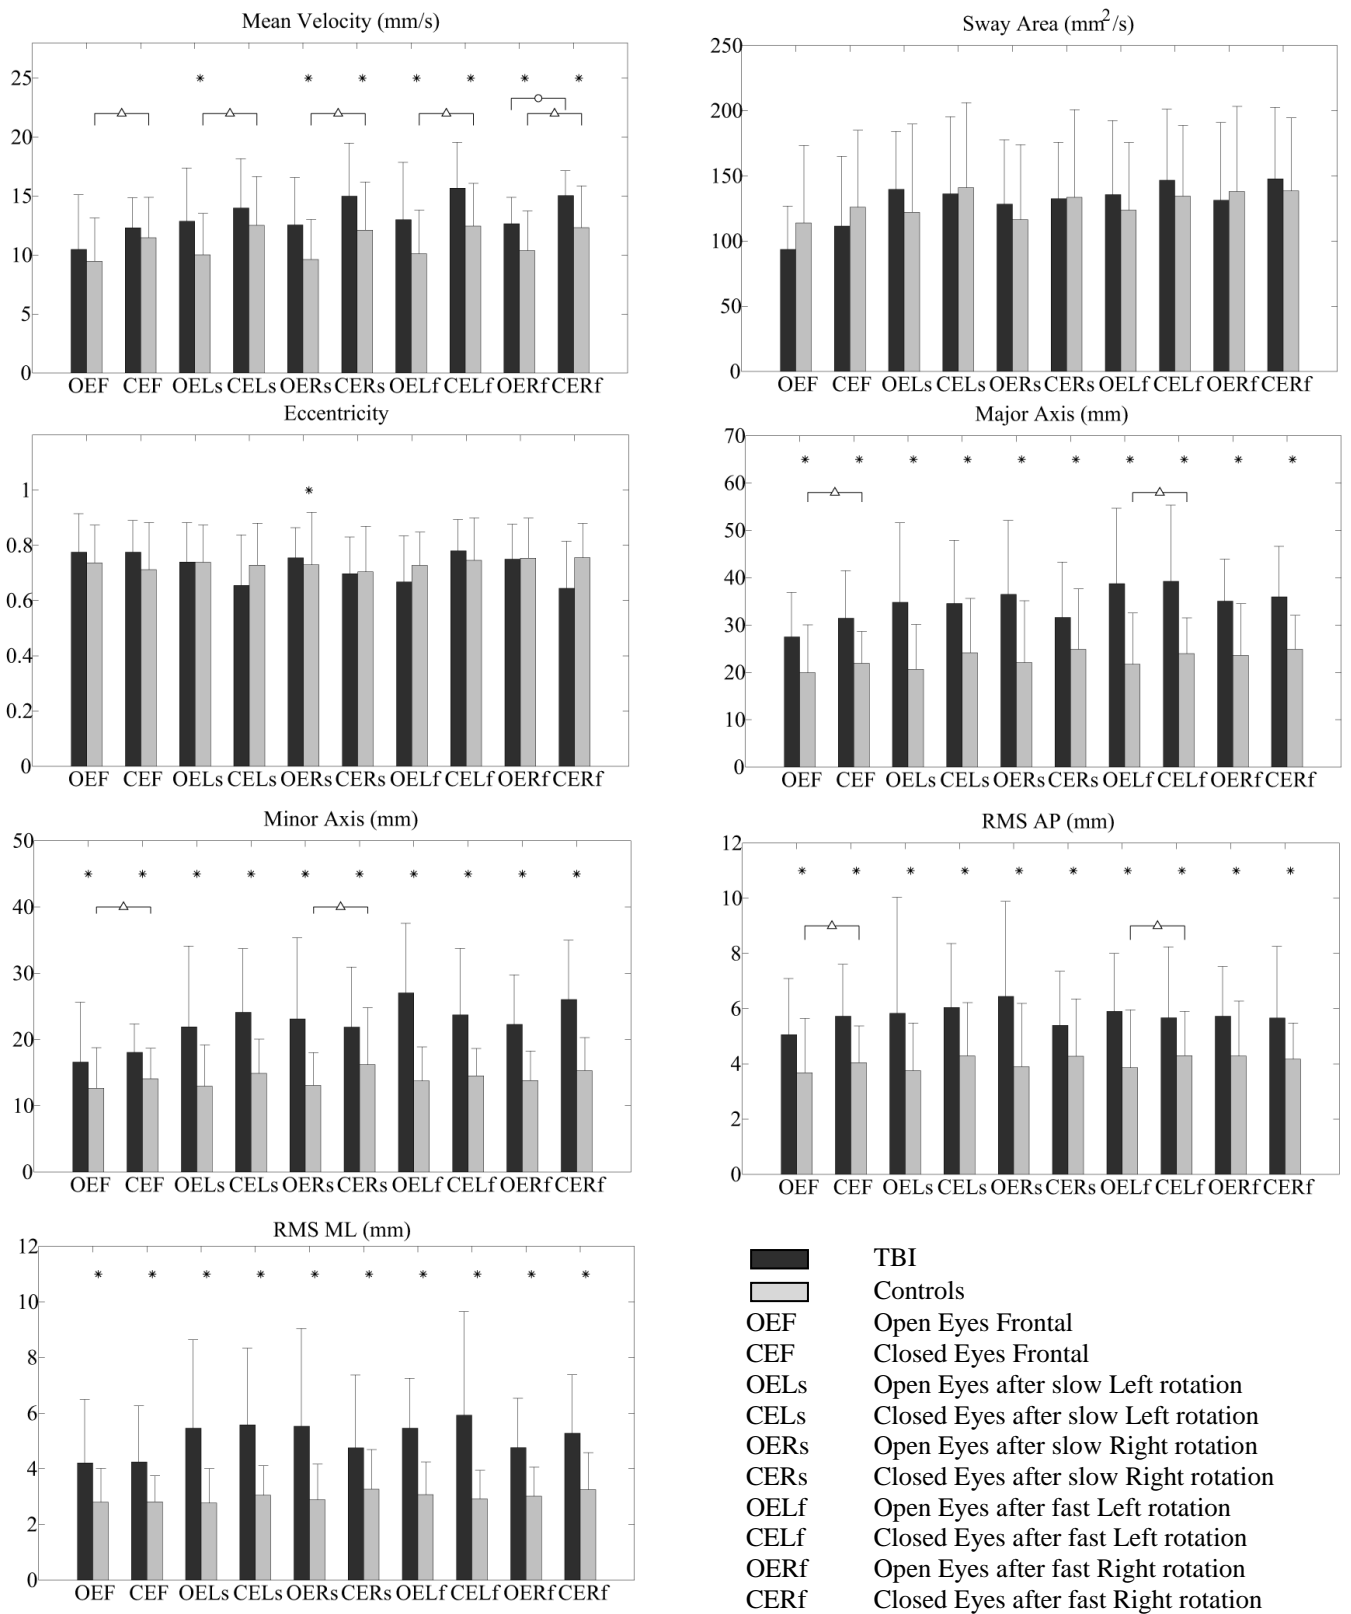 Mean Velocity (mm/s)
25
20
15
10
5
0
OEF CEF OELs CELs OERs CERs OELf CELf OERf CERf
Sway Area (mm²/s)
250
200
150
100
50
0
OEF CEF OELs CELs OERs CERs OELf CELf OERf CERf
Eccentricity
1
0.8
0.6
0.4
0.2
0
OEF CEF OELs CELs OERs CERs OELf CELf OERf CERf
Major Axis (mm)
70
60
50
40
30
20
10
0
OEF CEF OELs CELs OERs CERs OELf CELf OERf CERf
Minor Axis (mm)
50
40
30
20
10
0
OEF CEF OELs CELs OERs CERs OELf CELf OERf CERf
RMS AP (mm)
12
10
8
6
4
2
0
OEF CEF OELs CELs OERs CERs OELf CELf OERf CERf
RMS ML (mm)
12
10
8
6
4
2
0
OEF CEF OELs CELs OERs CERs OELf CELf OERf CERf
TBI
Controls
OEF Open Eyes Frontal
CEF Closed Eyes Frontal
OELs Open Eyes after slow Left rotation
CELs Closed Eyes after slow Left rotation
OERs Open Eyes after slow Right rotation
CERs Closed Eyes after slow Right rotation
OELf Open Eyes after fast Left rotation
CELf Closed Eyes after fast Left rotation
OERf Open Eyes after fast Right rotation
CERf Closed Eyes after fast Right rotation